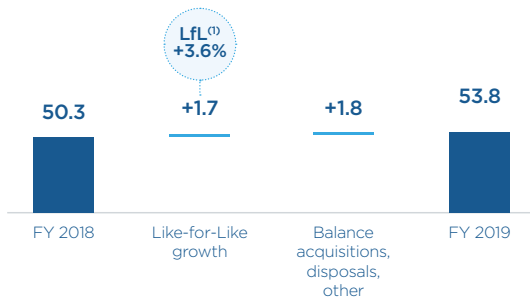 LfL(1)
+3.6%
50.3
+1.7
+1.8
53.8
FY 2018
Like-for-Like
growth
Balance
acquisitions,
disposals,
other
FY 2019